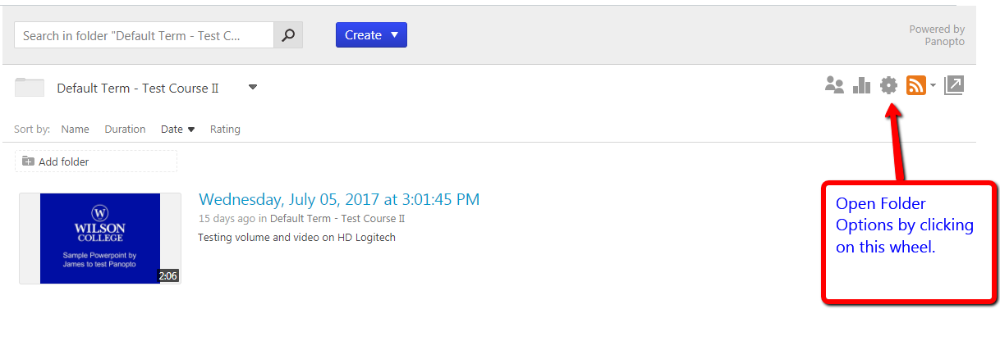 Search in folder "Default Term - Test C...
Create
Powered by
Panopto
Default Term - Test Course II
Sort by: Name Duration Date Rating
Add folder
W
WILSON
COLLEGE
Sample Powerpoint by
James to test Panopto
2:06
Wednesday, July 05, 2017 at 3:01:45 PM
15 days ago in Default Term - Test Course II
Testing volume and video on HD Logitech
Open Folder
Options by clicking
on this wheel.